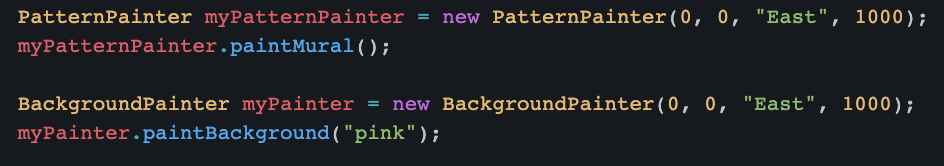 PatternPainter myPatternPainter = new PatternPainter(0, 0, "East", 1000);
myPatternPainter.paintMural();
BackgroundPainter myPainter = new BackgroundPainter(0, 0, "East", 1000);
myPainter.paintBackground("pink");